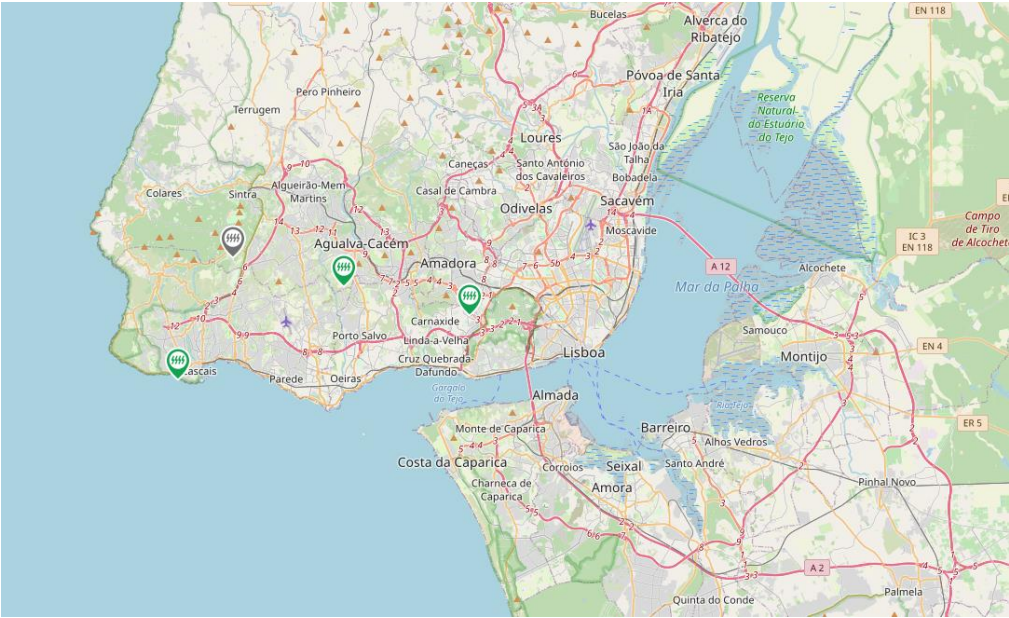 Bucelas
EN 118
Alverca do
Ribatejo
Póvoa de Santa
Iria
Pero Pinheiro
Terrugem
Reserva
Natural
do Estuário
do Tejo
Loures
São João da
Talha
Caneças
Santo António
dos Cavaleiros
Bobadela
Colares
Sintra
Algueirão-Mem
Martins
Casal de Cambra
Odivelas
Sacavém
Moscavide
Campo
de Tiro
de Alcochete
IC 3
EN 118
Agualva-Cacém
Amadora
A 12
Alcochete
Mar da Palha
Carnaxide
Samouco
Porto Salvo
Linda-a-Velha
EN 4
Lisboa
Montijo
Cruz Quebrada-
Dafundo
ascais
Parede
Oeiras
Gargalo
do Tejo
Almada
Rio Tejo
Monte de Caparica
Barreiro
ER 5
Alhos Vedros
Costa da Caparica
Corroios
Seixal
Santo André
Charneca de
Caparica
Amora
Pinhal Novo
A 2
Quinta do Conde
Palmela